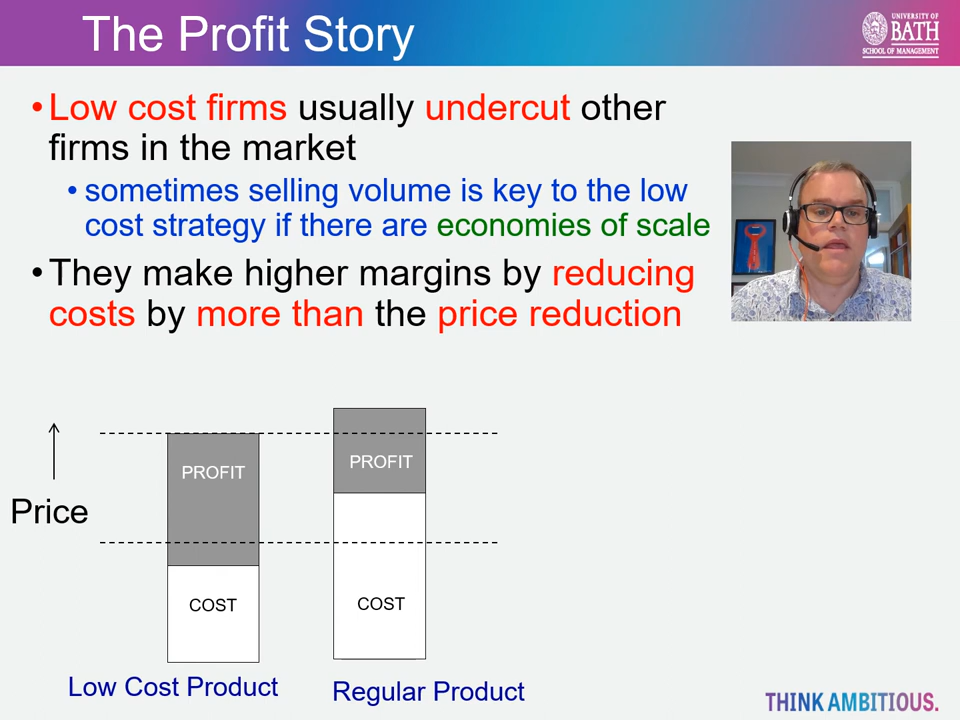 The Profit Story
UNIVERSITY OF
BATH
SCHOOL OF MANAGEMENT
•Low cost firms usually undercut other
firms in the market
•sometimes selling volume is key to the low
cost strategy if there are economies of scale
•They make higher margins by reducing
costs by more than the price reduction
PROFIT
PROFIT
Price
COST
COST
Low Cost Product
Regular Product
THINK AMBITIOUS.